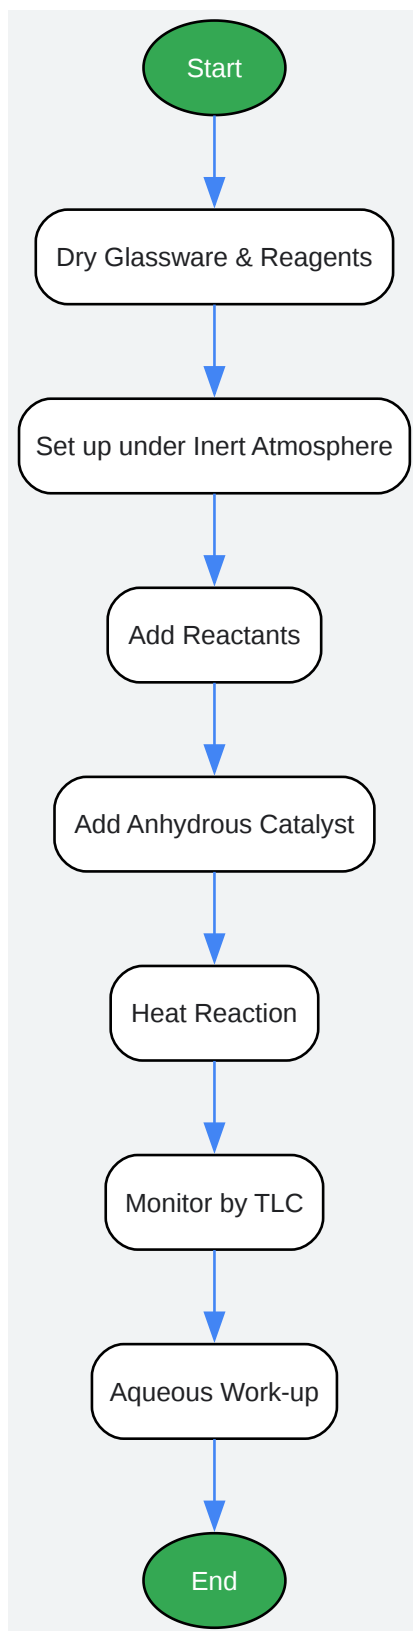 Start
Dry Glassware & Reagents
Set up under Inert Atmosphere
Add Reactants
Add Anhydrous Catalyst
Heat Reaction
Monitor by TLC
Aqueous Work-up
End